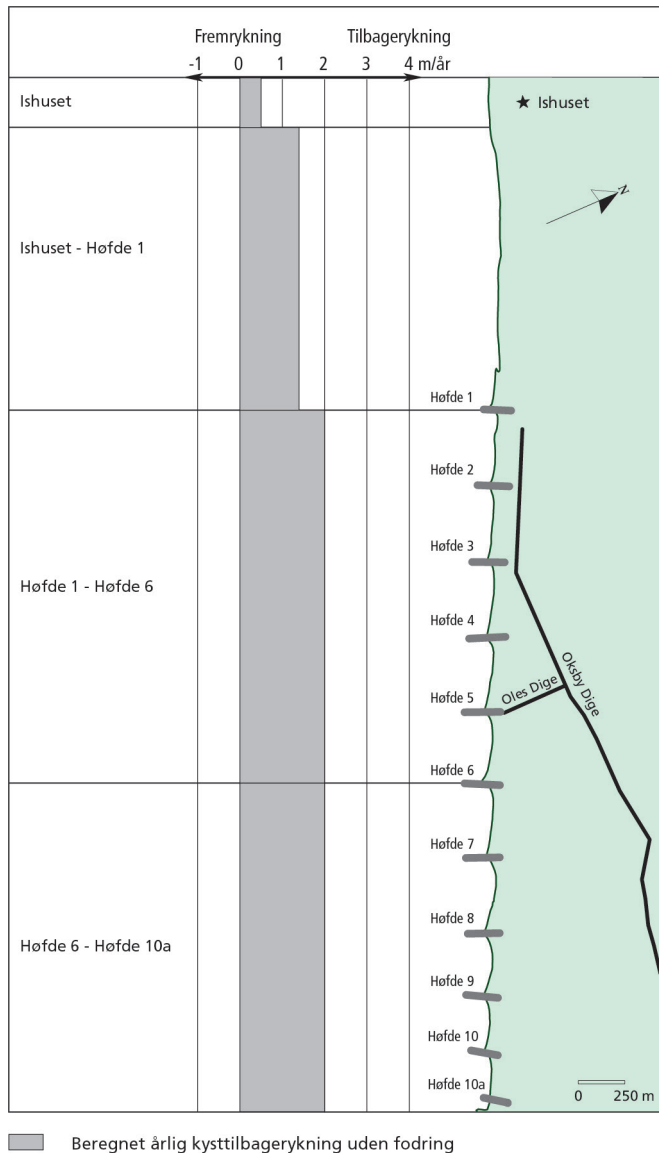 Fremrykning Tilbagerykning
-1 0 1 2 3 4 m/år
Ishuset
Ishuset
N
Ishuset - Høfde 1
Høfde 1
Høfde 2
Høfde 3
Høfde 1 - Høfde 6
Høfde 4
Oksby Dige
Oles Dige
Høfde 5
Høfde 6
Høfde 7
Høfde 8
Høfde 6 - Høfde 10a
Høfde 9
Høfde 10
Høfde 10a
0 250 m
Beregnet årlig kysttilbagerykning uden fodring